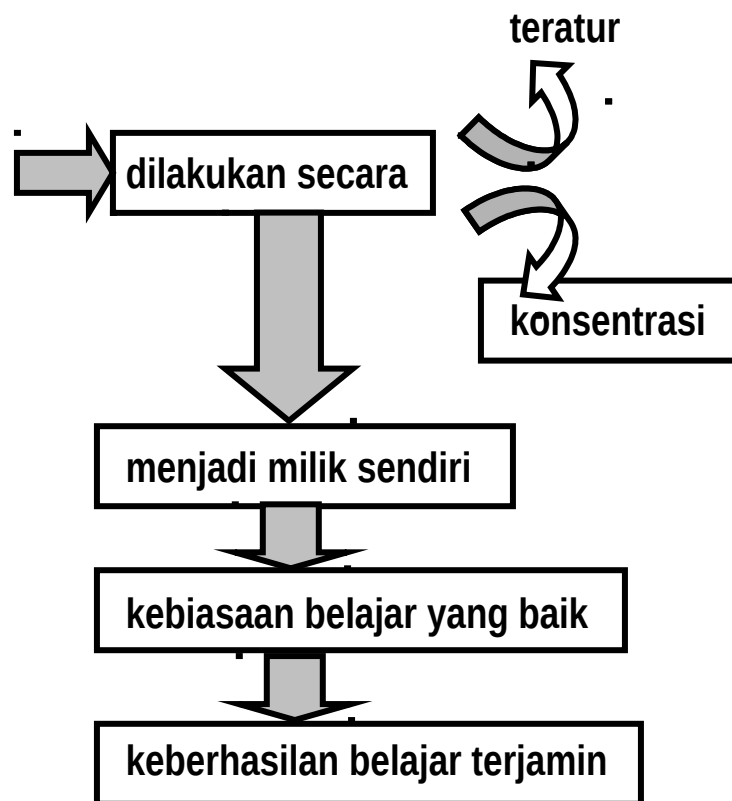 teratur
dilakukan secara
konsentrasi
menjadi milik sendiri
kebiasaan belajar yang baik
keberhasilan belajar terjamin